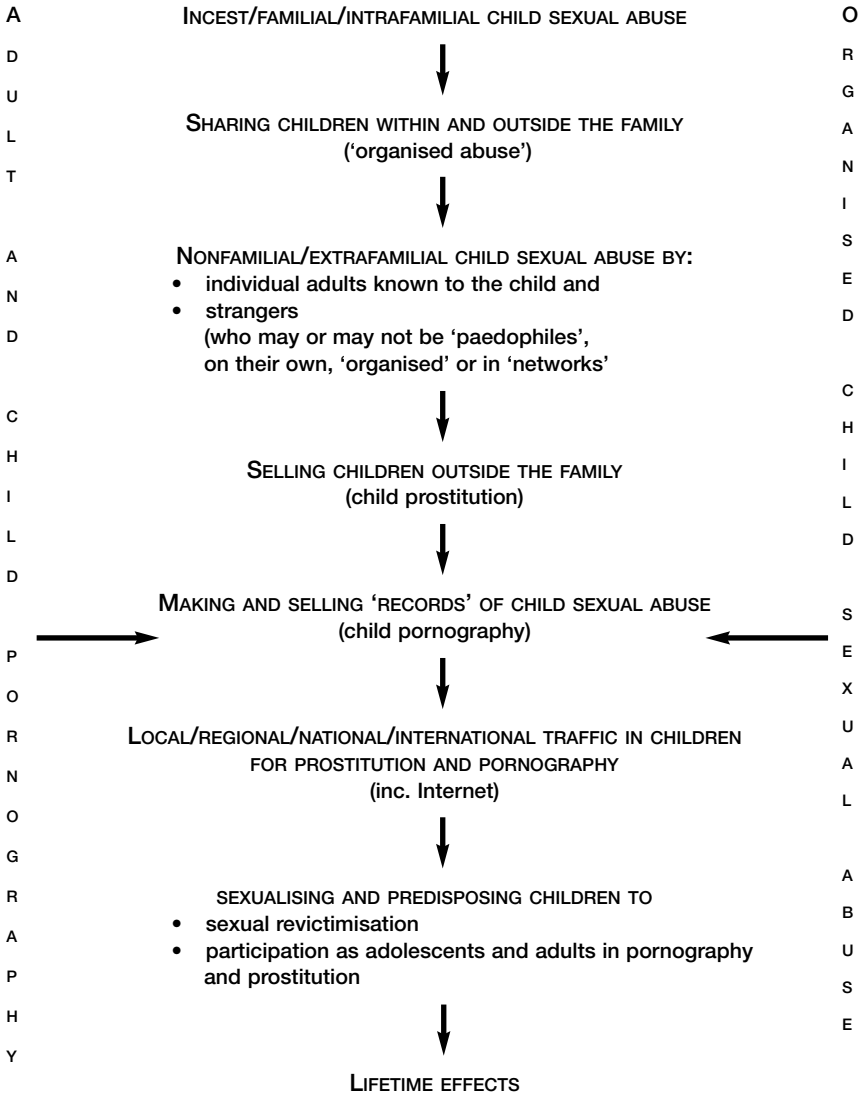 ADULT AND CHILD PORNOGRAPHY
INCEST/FAMILIAL/INTRAFAMILIAL CHILD SEXUAL ABUSE
SHARING CHILDREN WITHIN AND OUTSIDE THE FAMILY
(‘organised abuse’)
NONFAMILIAL/EXTRAFAMILIAL CHILD SEXUAL ABUSE BY:
• individual adults known to the child and
• strangers
(who may or may not be ‘paedophiles’,
on their own, ‘organised’ or in ‘networks’
SELLING CHILDREN OUTSIDE THE FAMILY
(child prostitution)
MAKING AND SELLING ‘RECORDS’ OF CHILD SEXUAL ABUSE
(child pornography)
LOCAL/REGIONAL/NATIONAL/INTERNATIONAL TRAFFIC IN CHILDREN
FOR PROSTITUTION AND PORNOGRAPHY
(inc. Internet)
SEXUALISING AND PREDISPOSING CHILDREN TO
• sexual revictimisation
• participation as adolescents and adults in pornography
and prostitution
LIFETIME EFFECTS
ORGANISED CHILD SEXUAL ABUSE